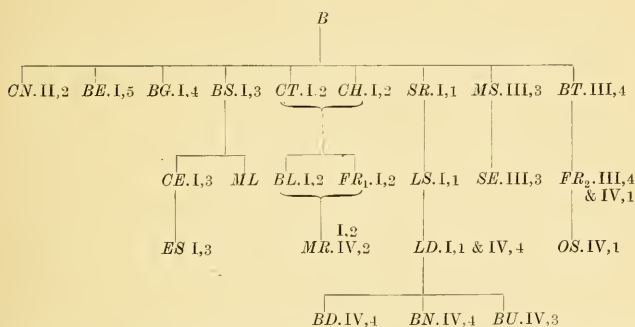 B
CN. II, 2 BE. I, 5 BG. I, 4 BS. I, 3 CT. I. 2 CH. I, 2 SR. I, 1 MS. III, 3 BT. III, 4
CE. I, 3 ML BL. I, 2 FR₁. I, 2 LS. I, 1 SE. III, 3 FR₂. III, 4
& IV, 1
I, 2
ES I, 3 MR. IV, 2 LD. I, 1 & IV, 4 OS. IV, 1
BD. IV, 4 BN. IV, 4 BU. IV, 3